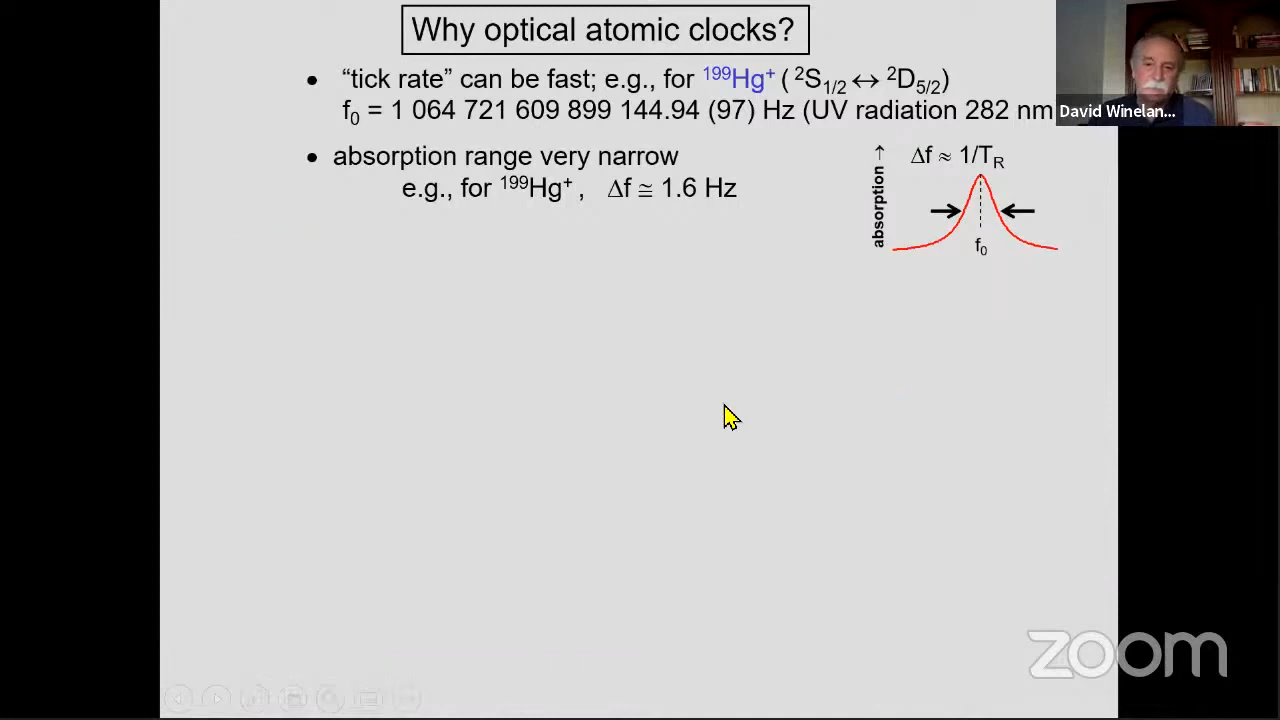 Why optical atomic clocks?
• “tick rate” can be fast; e.g., for ¹⁹⁹Hg⁺ ( ²S₁/₂ ↔ ²D₅/₂)
f₀ = 1 064 721 609 899 144.94 (97) Hz (UV radiation 282 nm
David Winelan...
• absorption range very narrow
e.g., for ¹⁹⁹Hg⁺ , Δf ≅ 1.6 Hz
absorption →
Δf ≈ 1/T_R
f₀
zoom